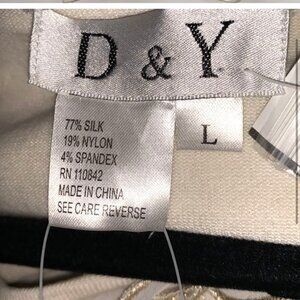 D & Y
L
77% SILK
19% NYLON
4% SPANDEX
RN 110842
MADE IN CHINA
SEE CARE REVERSE